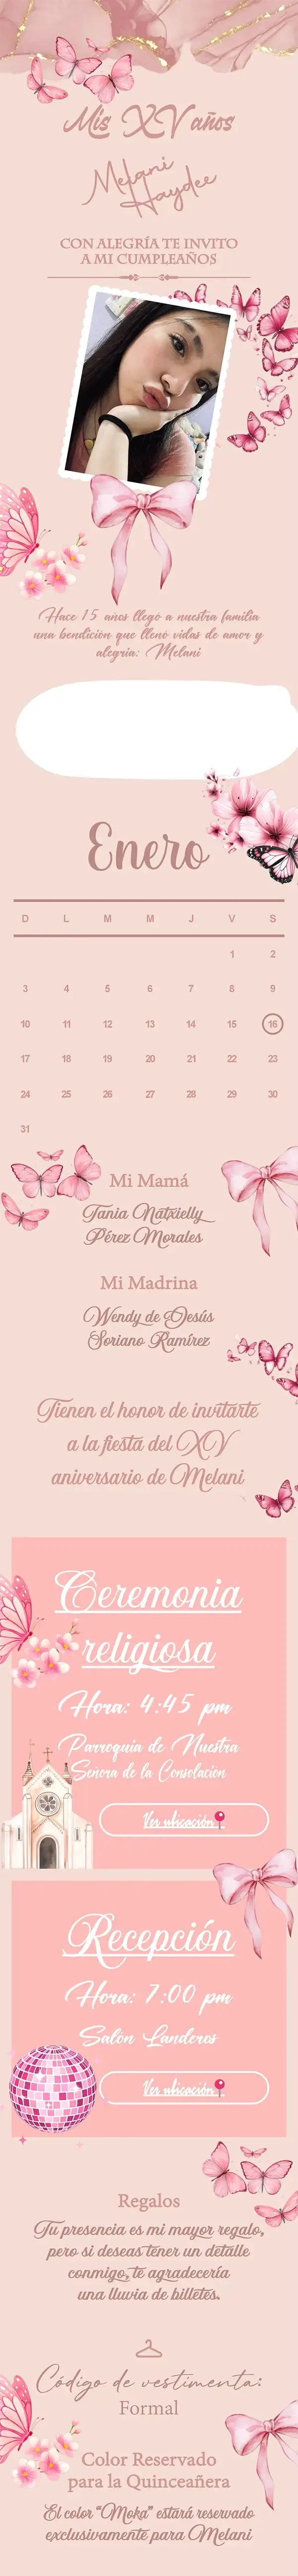 Mis XV años
Melani
Haydee
CON ALEGRÍA TE INVITO
A MI CUMPLEAÑOS
Hace 15 años llegó a nuestra familia
una bendición que llenó vidas de amor y
alegría: Melani
Enero
D L M M J V S
1 2
3 4 5 6 7 8 9
10 11 12 13 14 15 16
17 18 19 20 21 22 23
24 25 26 27 28 29 30
31
Mi Mamá
Tania Natxielly
Pérez Morales
Mi Madrina
Wendy de Jesús
Soriano Ramírez
Tienen el honor de invitarte
a la fiesta del XV
aniversario de Melani
Ceremonia
religiosa
Hora: 4:45 pm
Parroquia de Nuestra
Señora de la Consolación
Ver ubicación
Recepción
Hora: 7:00 pm
Salón Landeros
Ver ubicación
Regalos
Tu presencia es mi mayor regalo,
pero si deseas tener un detalle
conmigo, te agradecería
una lluvia de billetes.
Código de vestimenta:
Formal
Color Reservado
para la Quinceañera
El color "Moka" estará reservado
exclusivamente para Melani